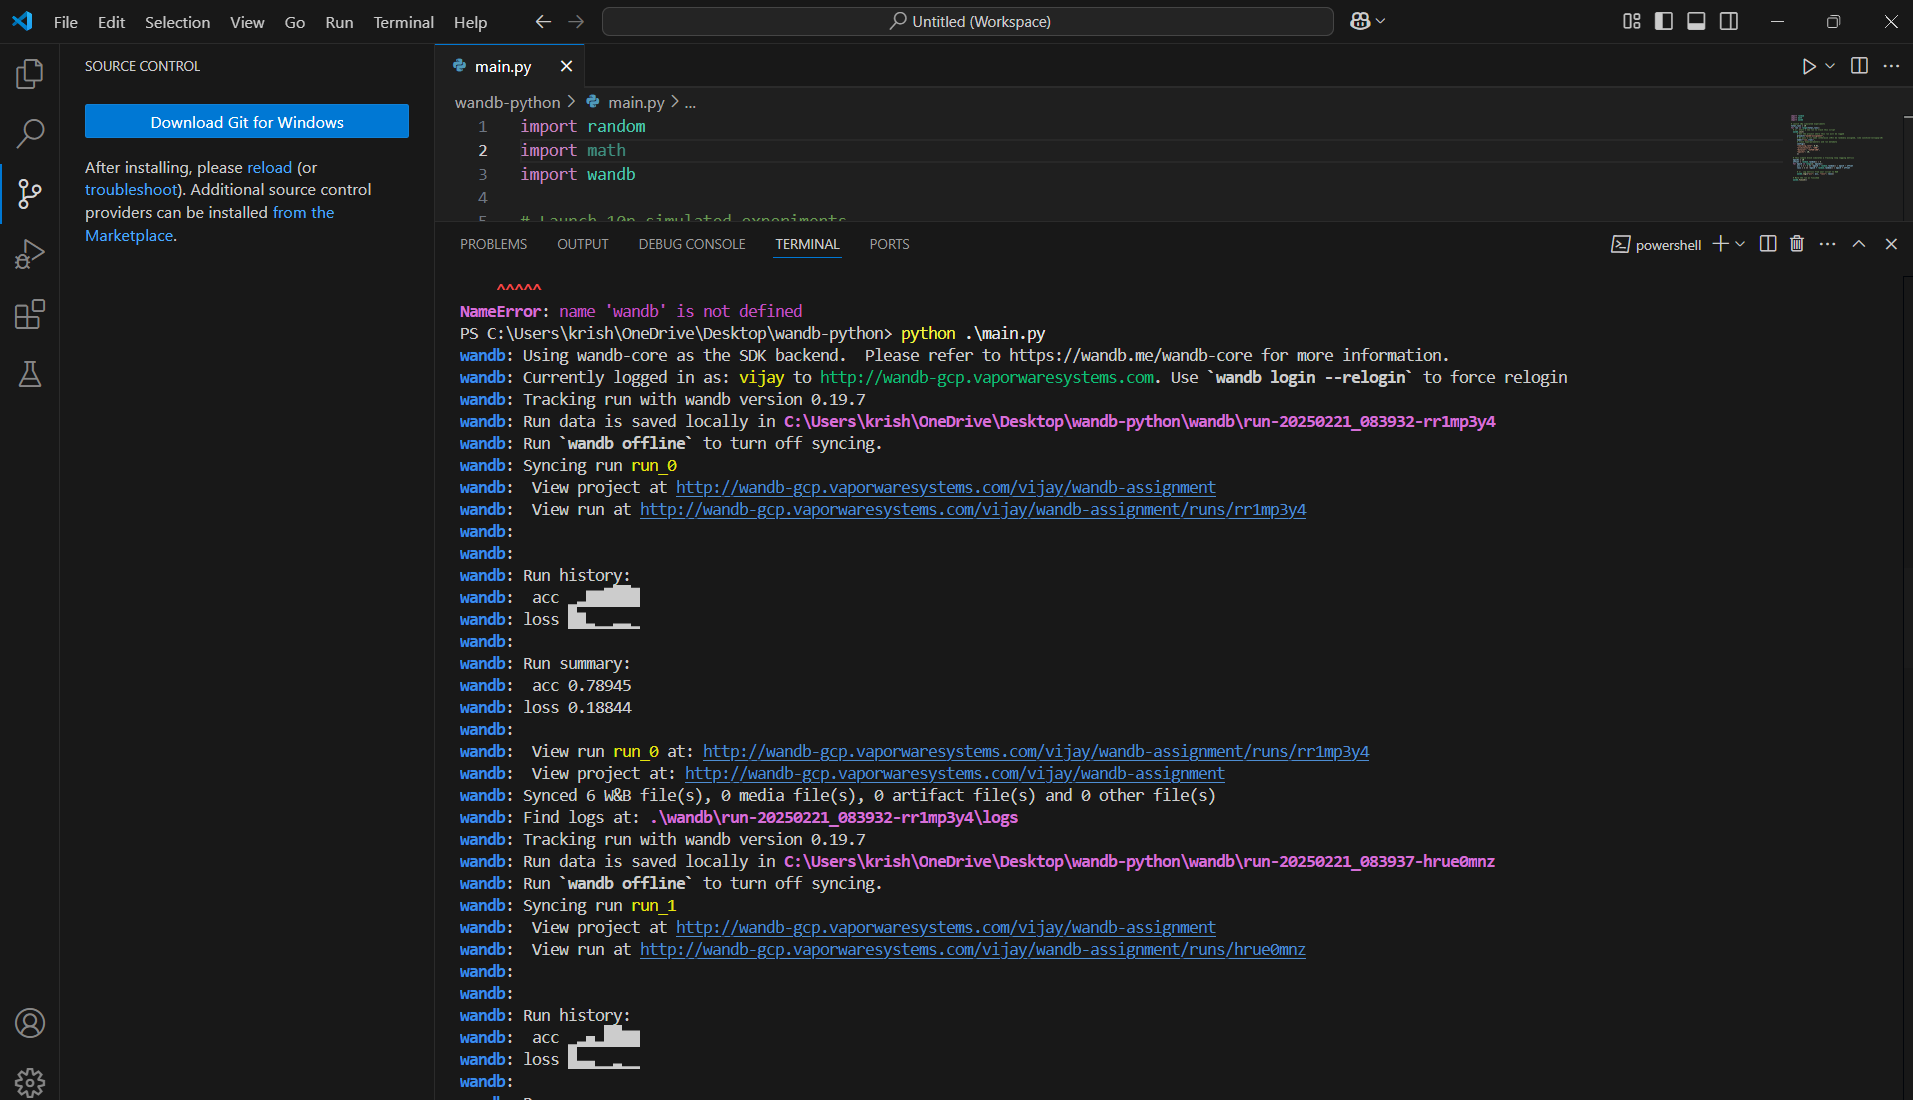 File Edit Selection View Go Run Terminal Help
Untitled (Workspace)
SOURCE CONTROL
Download Git for Windows
After installing, please reload (or
troubleshoot). Additional source control
providers can be installed from the
Marketplace.
main.py
wandb-python > main.py > ...
1 import random
2 import math
3 import wandb
4
5 # Launch 10n simulated experiments
PROBLEMS OUTPUT DEBUG CONSOLE TERMINAL PORTS
powershell
^^^^^
NameError: name 'wandb' is not defined
PS C:\Users\krish\OneDrive\Desktop\wandb-python> python .\main.py
wandb: Using wandb-core as the SDK backend.  Please refer to https://wandb.me/wandb-core for more information.
wandb: Currently logged in as: vijay to http://wandb-gcp.vaporwaresystems.com. Use `wandb login --relogin` to force relogin
wandb: Tracking run with wandb version 0.19.7
wandb: Run data is saved locally in C:\Users\krish\OneDrive\Desktop\wandb-python\wandb\run-20250221_083932-rr1mp3y4
wandb: Run `wandb offline` to turn off syncing.
wandb: Syncing run run_0
wandb:  View project at http://wandb-gcp.vaporwaresystems.com/vijay/wandb-assignment
wandb:  View run at http://wandb-gcp.vaporwaresystems.com/vijay/wandb-assignment/runs/rr1mp3y4
wandb:
wandb:
wandb: Run history:
wandb:  acc
wandb: loss
wandb:
wandb: Run summary:
wandb:  acc 0.78945
wandb: loss 0.18844
wandb:
wandb:  View run run_0 at: http://wandb-gcp.vaporwaresystems.com/vijay/wandb-assignment/runs/rr1mp3y4
wandb:  View project at: http://wandb-gcp.vaporwaresystems.com/vijay/wandb-assignment
wandb: Synced 6 W&B file(s), 0 media file(s), 0 artifact file(s) and 0 other file(s)
wandb: Find logs at: .\wandb\run-20250221_083932-rr1mp3y4\logs
wandb: Tracking run with wandb version 0.19.7
wandb: Run data is saved locally in C:\Users\krish\OneDrive\Desktop\wandb-python\wandb\run-20250221_083937-hrue0mnz
wandb: Run `wandb offline` to turn off syncing.
wandb: Syncing run run_1
wandb:  View project at http://wandb-gcp.vaporwaresystems.com/vijay/wandb-assignment
wandb:  View run at http://wandb-gcp.vaporwaresystems.com/vijay/wandb-assignment/runs/hrue0mnz
wandb:
wandb:
wandb: Run history:
wandb:  acc
wandb: loss
wandb: